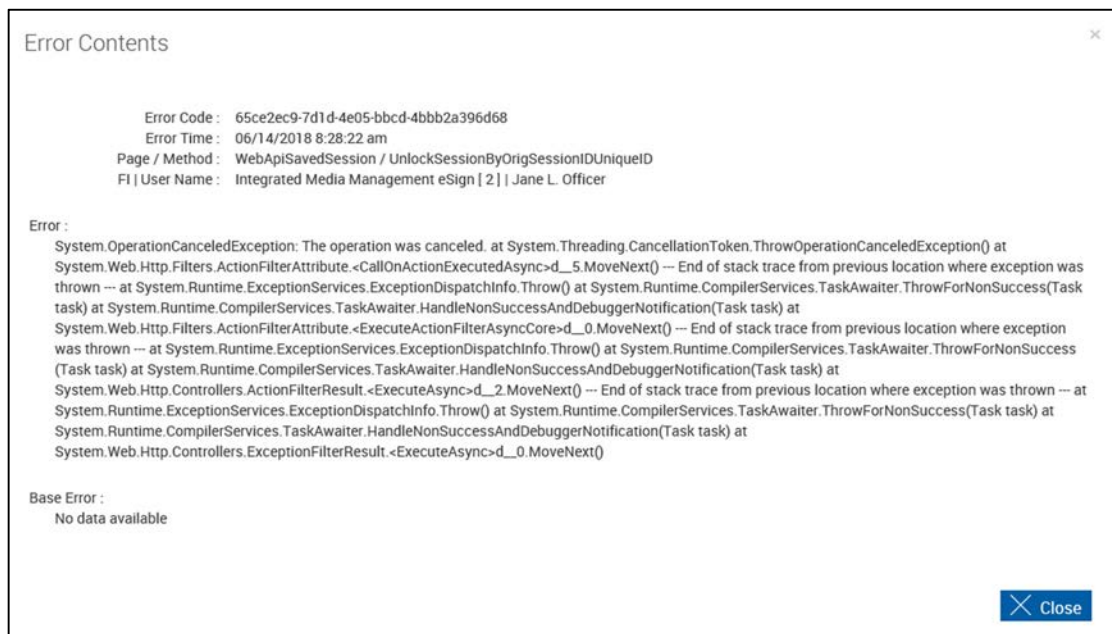 Error Contents
×
Error Code : 65ce2ec9-7d1d-4e05-bbcd-4bbb2a396d68
Error Time : 06/14/2018 8:28:22 am
Page / Method : WebApiSavedSession / UnlockSessionByOrigSessionIDUniqueID
FI | User Name : Integrated Media Management eSign [ 2 ] | Jane L. Officer
Error :
System.OperationCanceledException: The operation was canceled. at System.Threading.CancellationToken.ThrowOperationCanceledException() at
System.Web.Http.Filters.ActionFilterAttribute.<CallOnActionExecutedAsync>d__5.MoveNext() --- End of stack trace from previous location where exception was
thrown --- at System.Runtime.ExceptionServices.ExceptionDispatchInfo.Throw() at System.Runtime.CompilerServices.TaskAwaiter.ThrowForNonSuccess(Task
task) at System.Runtime.CompilerServices.TaskAwaiter.HandleNonSuccessAndDebuggerNotification(Task task) at
System.Web.Http.Filters.ActionFilterAttribute.<ExecuteActionFilterAsyncCore>d__0.MoveNext() --- End of stack trace from previous location where exception
was thrown --- at System.Runtime.ExceptionServices.ExceptionDispatchInfo.Throw() at System.Runtime.CompilerServices.TaskAwaiter.ThrowForNonSuccess
(Task task) at System.Runtime.CompilerServices.TaskAwaiter.HandleNonSuccessAndDebuggerNotification(Task task) at
System.Web.Http.Controllers.ActionFilterResult.<ExecuteAsync>d__2.MoveNext() --- End of stack trace from previous location where exception was thrown --- at
System.Runtime.ExceptionServices.ExceptionDispatchInfo.Throw() at System.Runtime.CompilerServices.TaskAwaiter.ThrowForNonSuccess(Task task) at
System.Runtime.CompilerServices.TaskAwaiter.HandleNonSuccessAndDebuggerNotification(Task task) at
System.Web.Http.Controllers.ExceptionFilterResult.<ExecuteAsync>d__0.MoveNext()
Base Error :
No data available
Close